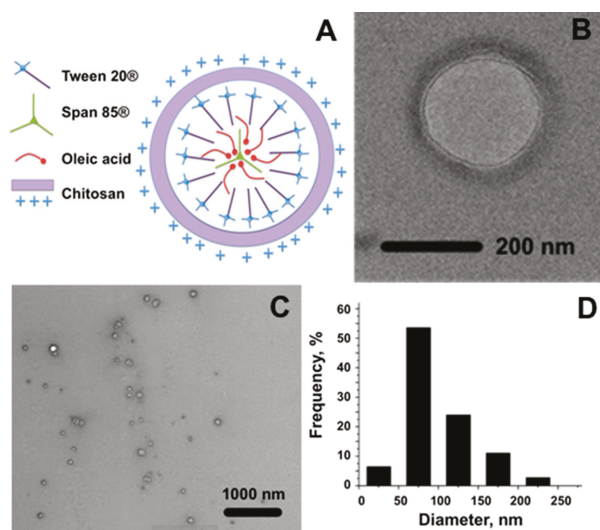 A
Tween 20®
Span 85®
Oleic acid
Chitosan
+++
B
200 nm
C
1000 nm
D
Frequency, %
60
50
40
30
20
10
0
0 50 100 150 200 250
Diameter, nm